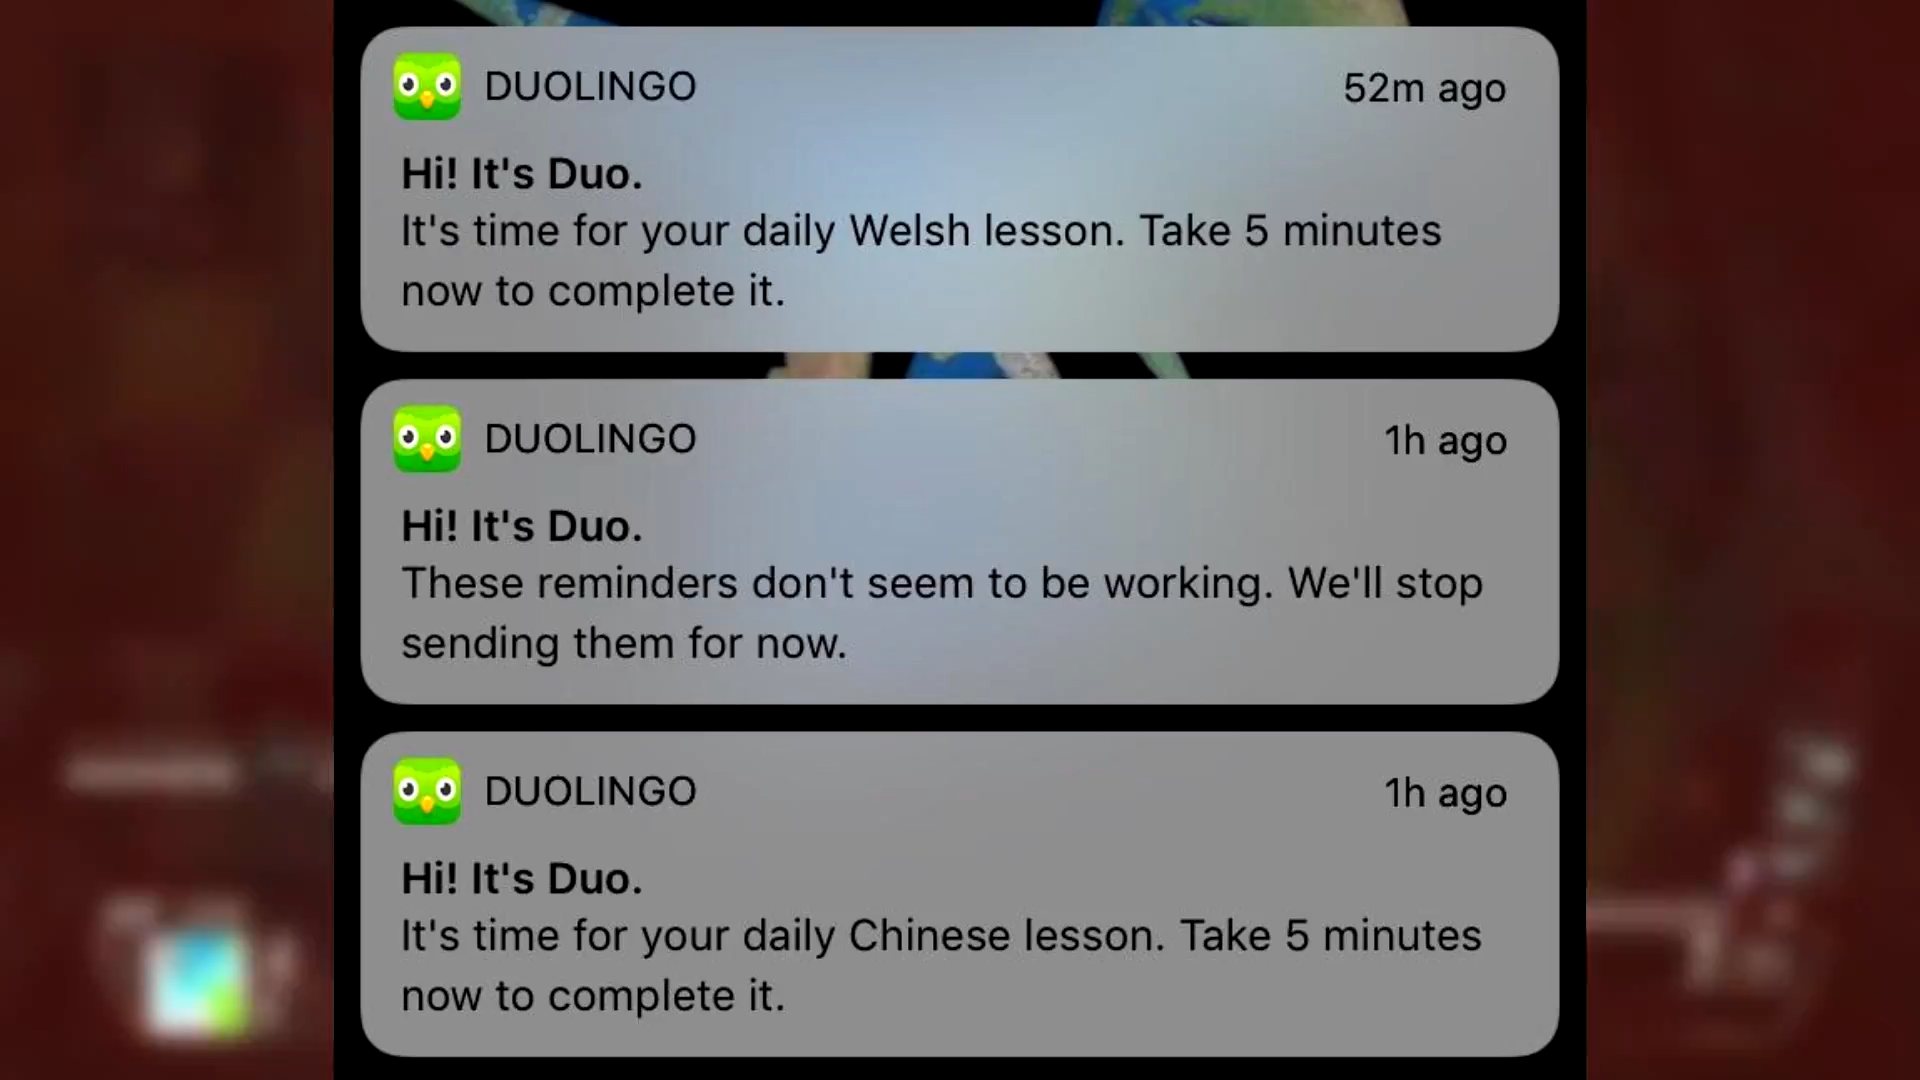 DUOLINGO
52m ago
Hi! It's Duo.
It's time for your daily Welsh lesson. Take 5 minutes
now to complete it.
DUOLINGO
1h ago
Hi! It's Duo.
These reminders don't seem to be working. We'll stop
sending them for now.
DUOLINGO
1h ago
Hi! It's Duo.
It's time for your daily Chinese lesson. Take 5 minutes
now to complete it.